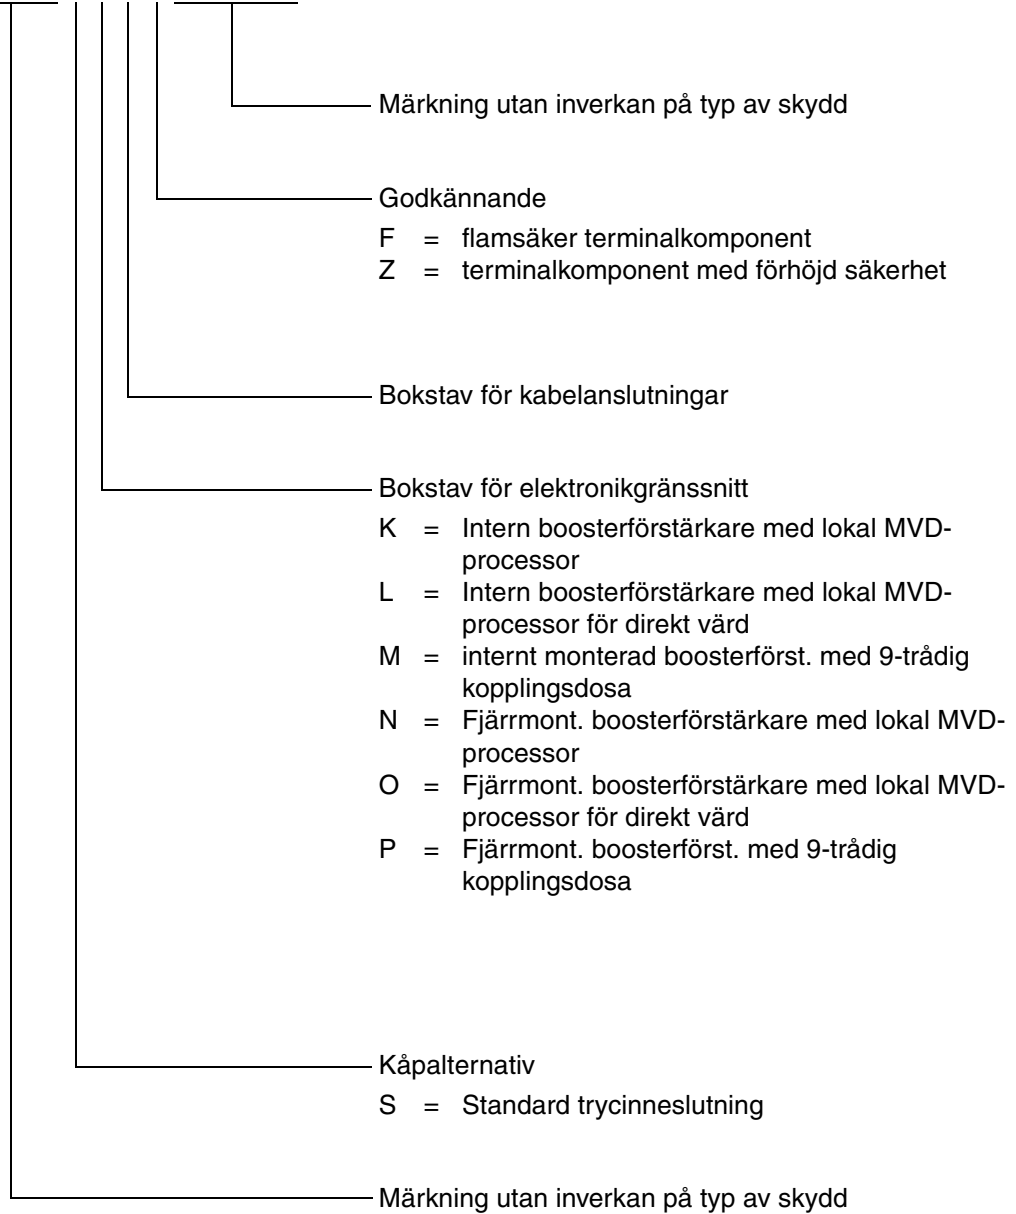 Märkning utan inverkan på typ av skydd
Godkännande
F = flamsäker terminalkomponent
Z = terminalkomponent med förhöjd säkerhet
Bokstav för kabelanslutningar
Bokstav för elektronikgränssnitt
K = Intern boosterförstärkare med lokal MVD-
processor
L = Intern boosterförstärkare med lokal MVD-
processor för direkt värd
M = internt monterad boosterförst. med 9-trådig
kopplingsdosa
N = Fjärrmont. boosterförstärkare med lokal MVD-
processor
O = Fjärrmont. boosterförstärkare med lokal MVD-
processor för direkt värd
P = Fjärrmont. boosterförst. med 9-trådig
kopplingsdosa
Kåpalternativ
S = Standard trycinneslutning
Märkning utan inverkan på typ av skydd